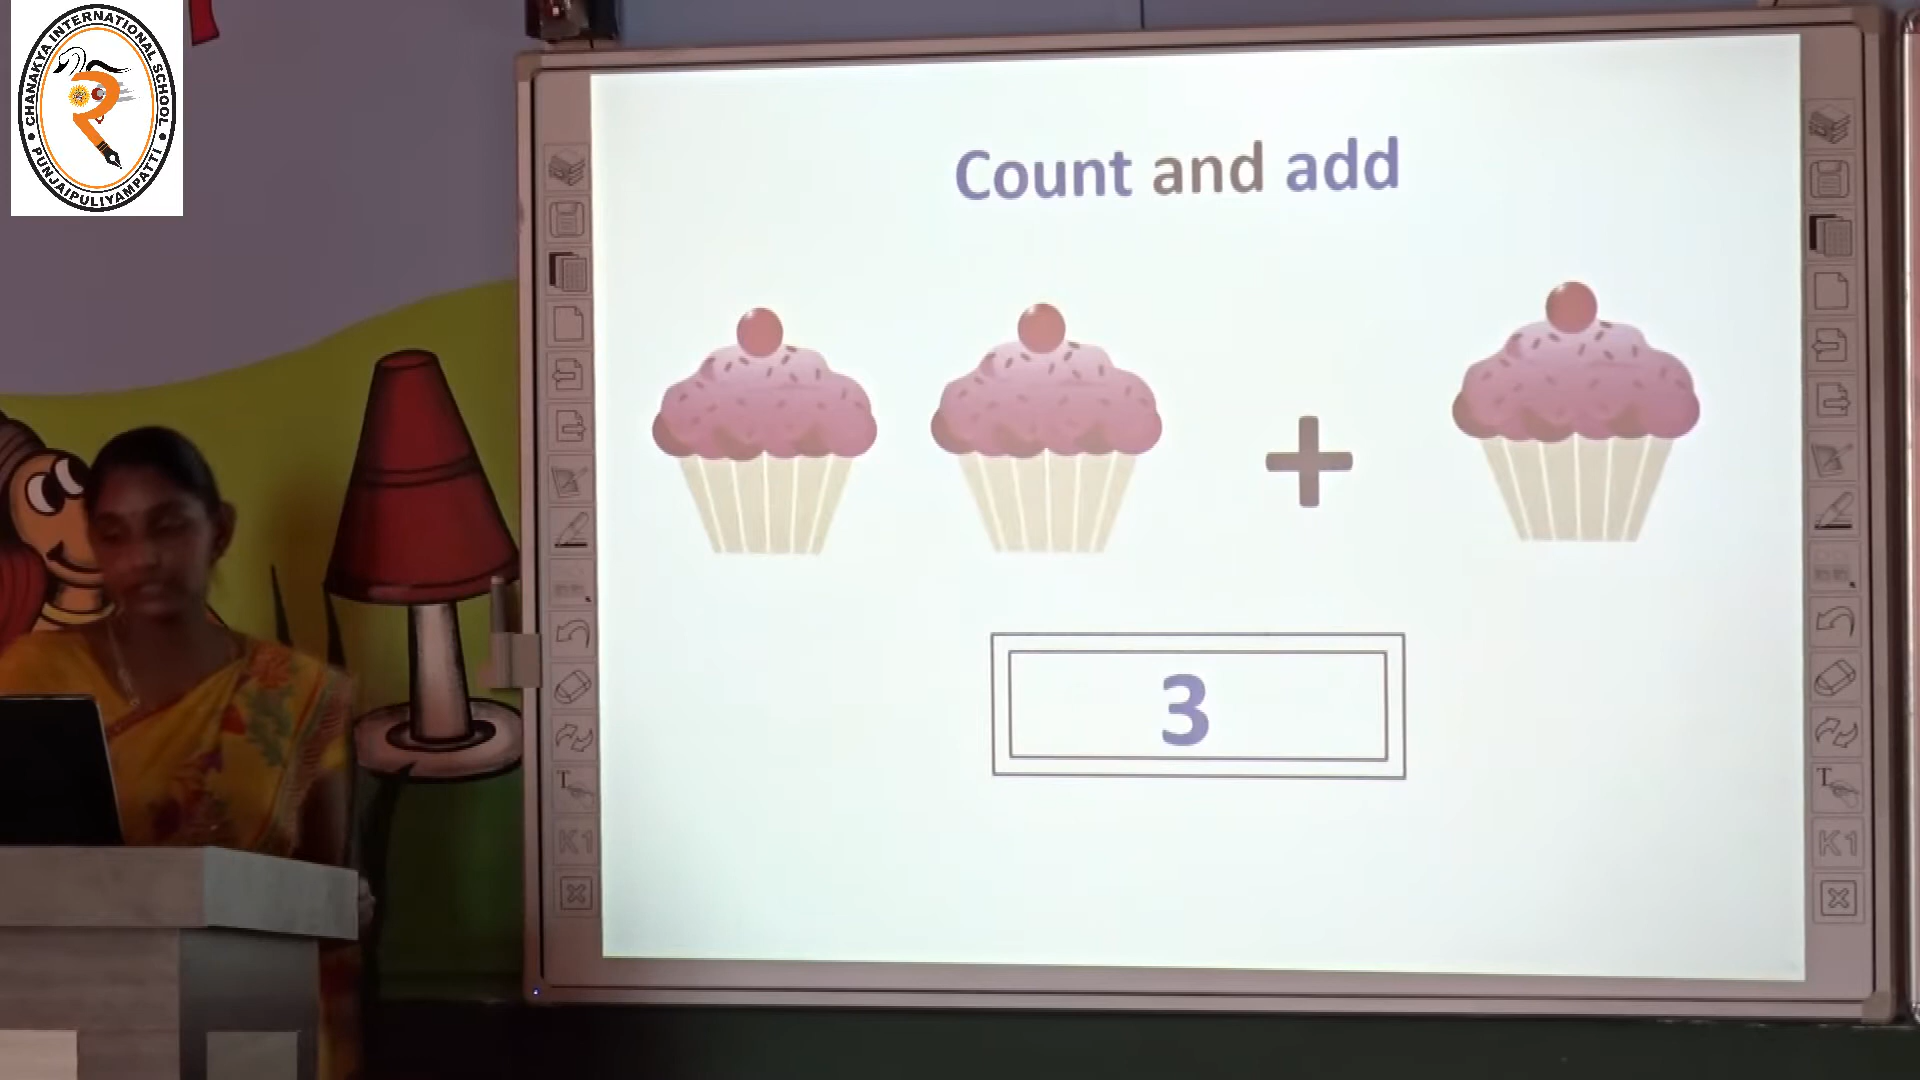 CHANAKYA INTERNATIONAL SCHOOL
PUNJAIPULIYAMPATTI
Count and add
+
3
T
K1
T
K1